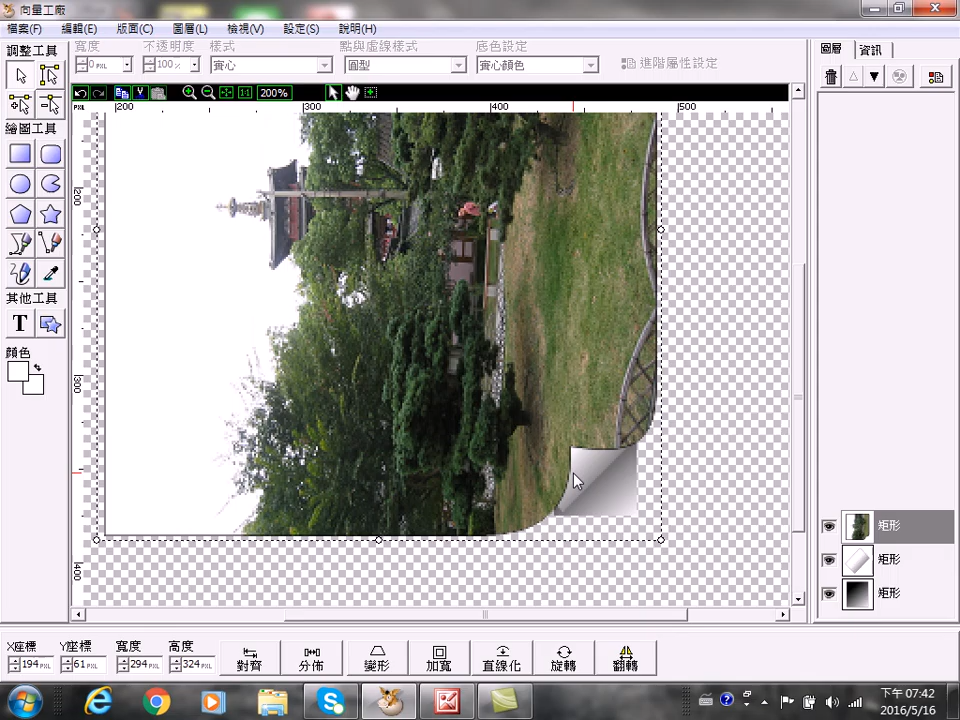 向量工廠
檔案(F) 編輯(E) 版面(C) 圖層(L) 檢視(V) 設定(S) 說明(H)
調整工具 寬度 不透明度 樣式 點與虛線樣式 底色設定 圖層 資訊
0 PXL 100 % 實心 圓型 實心顏色 進階屬性設定
1:1 200%
PXL 200 300 400 500
繪圖工具
200
其他工具
T
顏色
300
400
矩形
矩形
矩形
X座標 Y座標 寬度 高度
194 PXL 61 PXL 294 PXL 324 PXL
對齊 分佈 變形 加寬 直線化 旋轉 翻轉
下午 07:42
2016/5/16